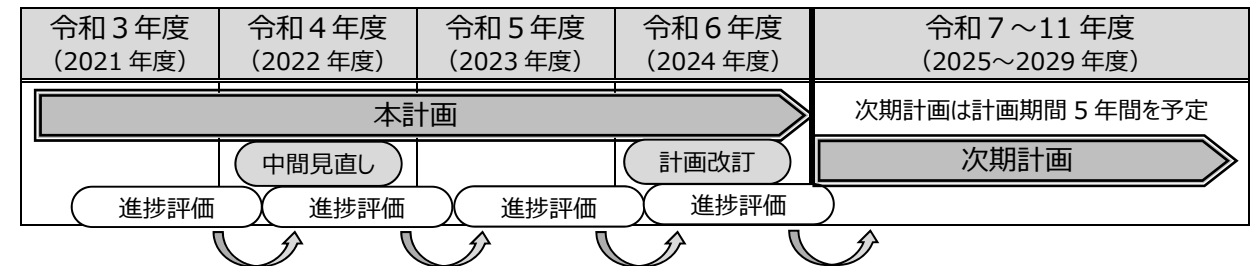 令和３年度 令和４年度 令和５年度 令和６年度 令和７～11 年度
（2021 年度） （2022 年度） （2023 年度） （2024 年度） （2025～2029 年度）
本計画 次期計画は計画期間 5 年間を予定
中間見直し 計画改訂 次期計画
進捗評価 進捗評価 進捗評価 進捗評価